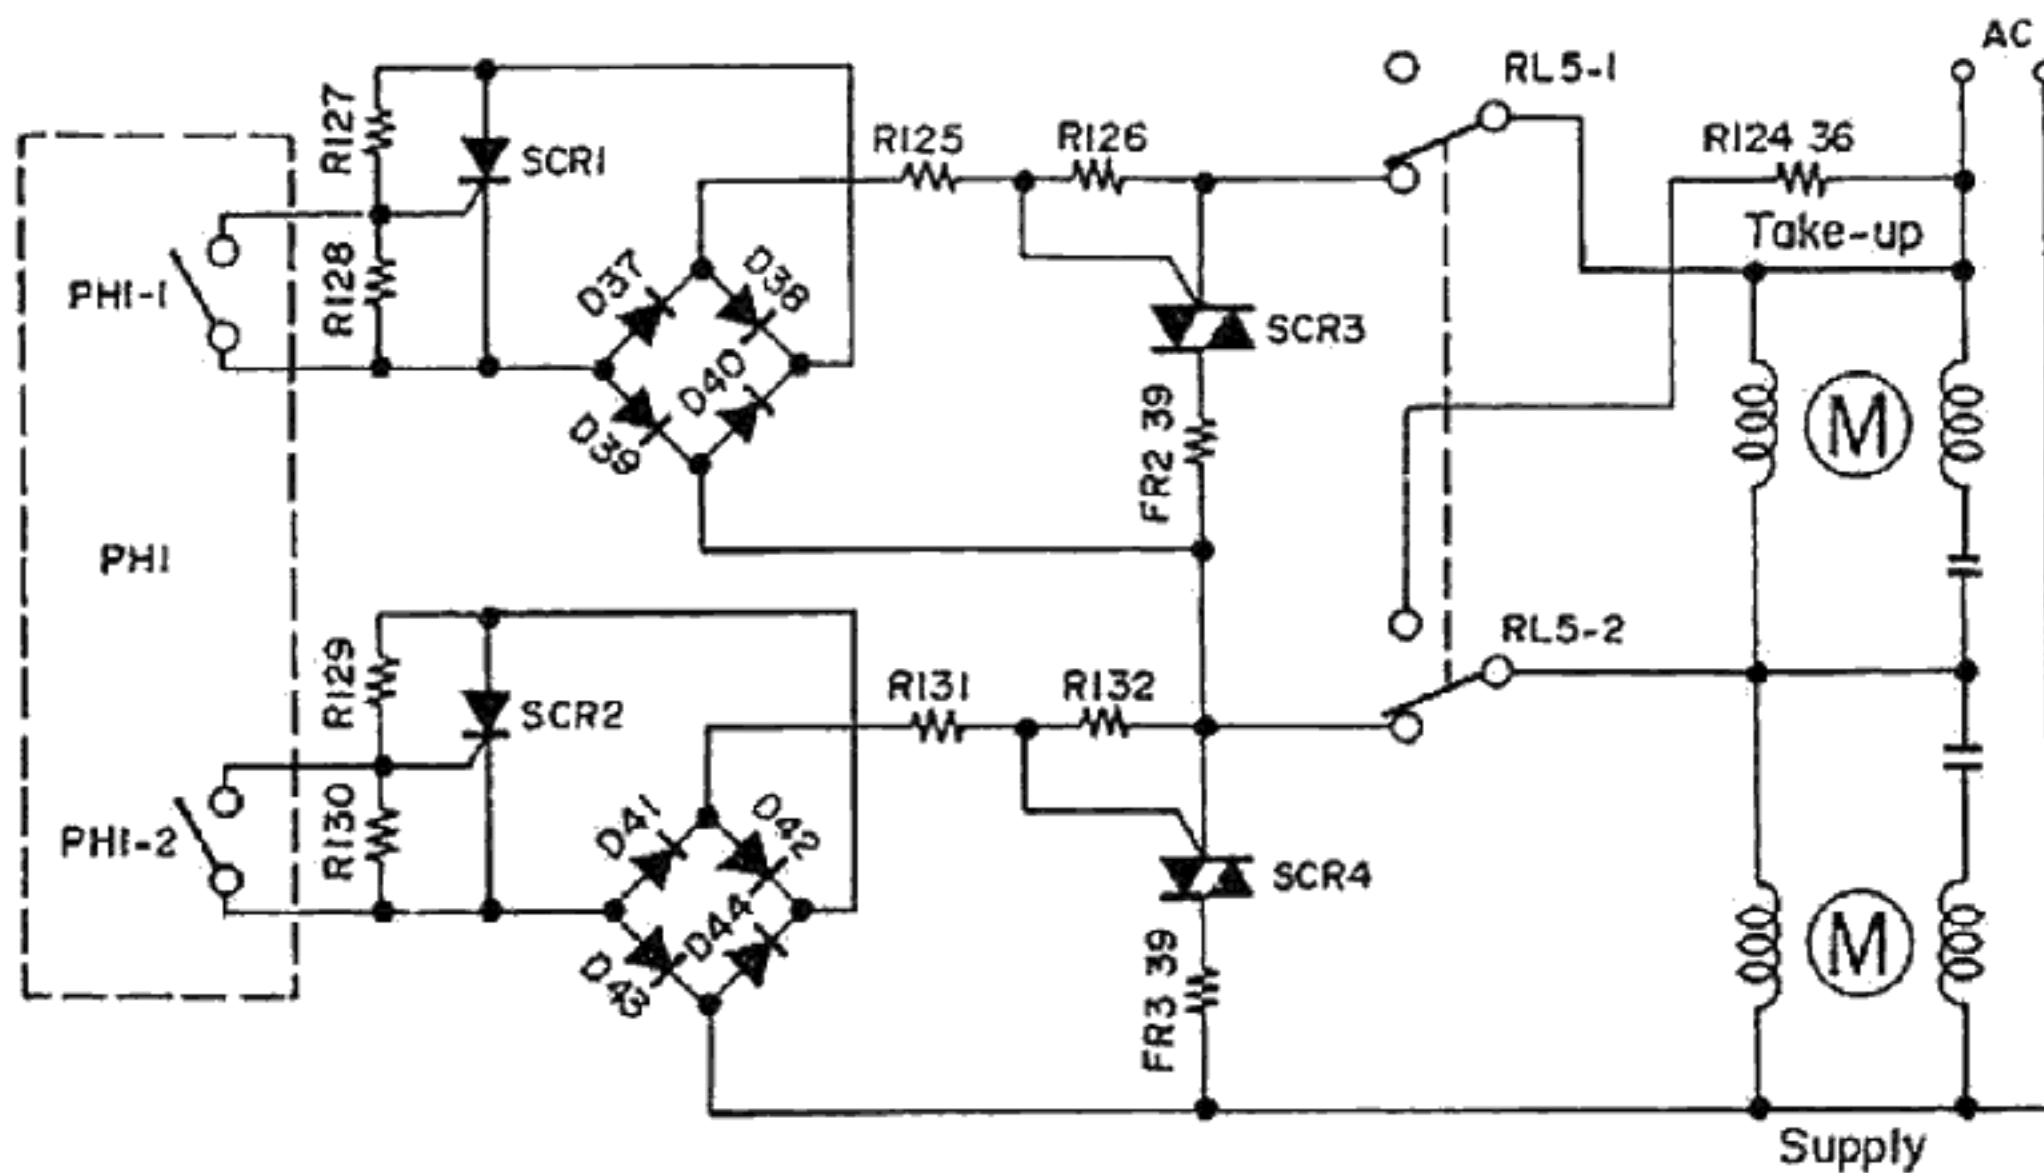 AC
RL5-1
R127
R125
R126
R124 36
SCR1
Take-up
R128
PH1-1
D37
D38
SCR3
D40
D39
FR2 39
M
PH1
RL5-2
R129
R131
R132
SCR2
R130
PH1-2
D41
D42
SCR4
D44
D43
FR3 39
M
Supply